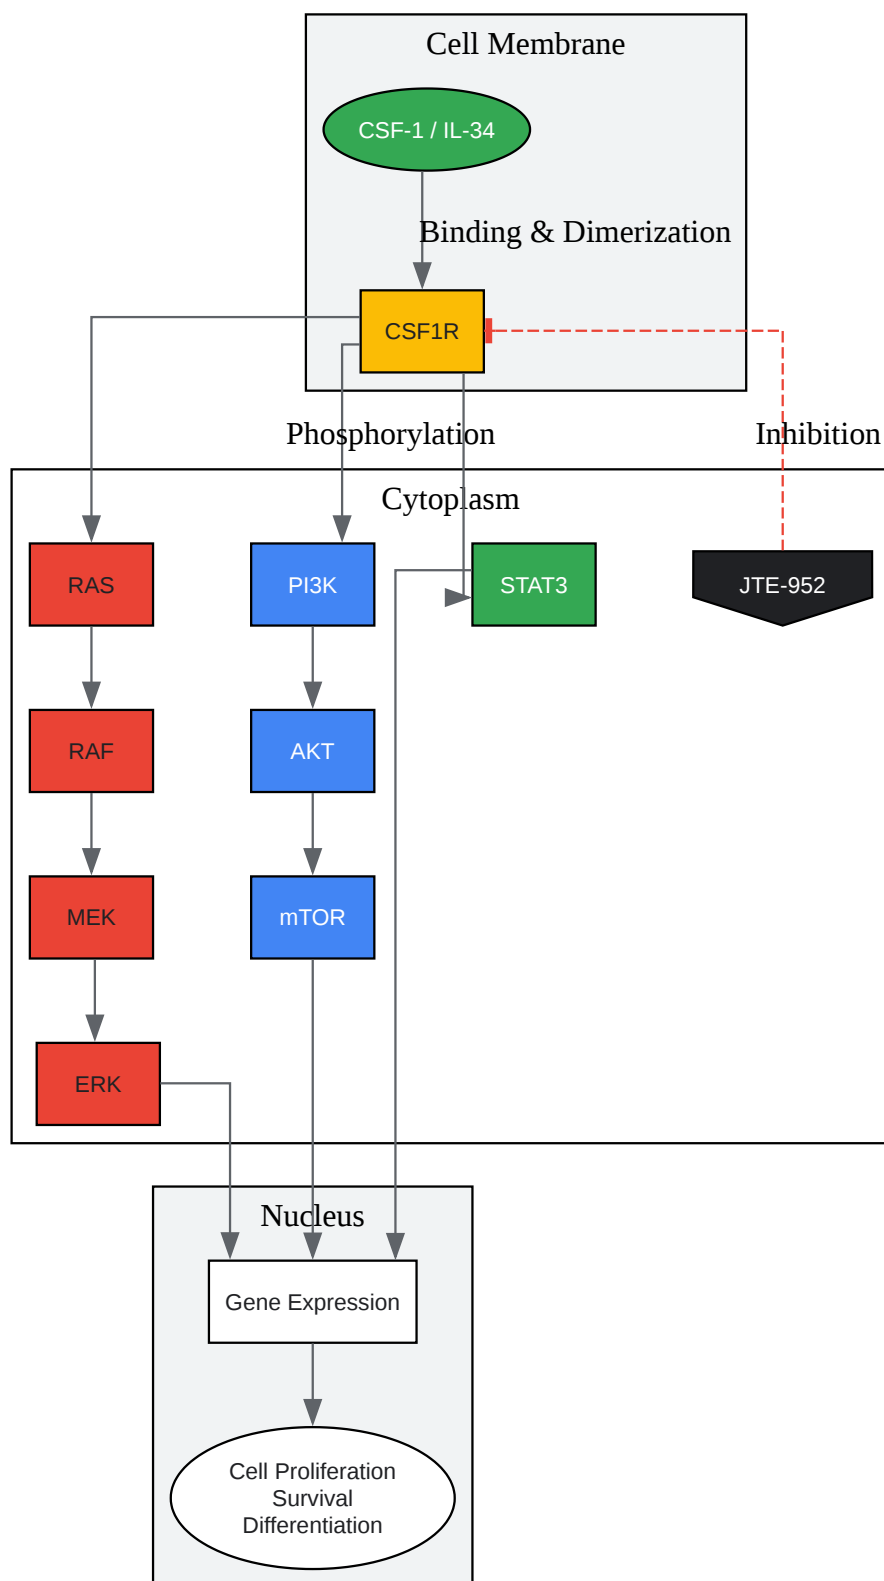 Cell Membrane
CSF-1 / IL-34
Binding & Dimerization
CSF1R
Phosphorylation
Inhibition
Cytoplasm
RAS
PI3K
STAT3
JTE-952
RAF
AKT
MEK
mTOR
ERK
Nucleus
Gene Expression
Cell Proliferation
Survival
Differentiation